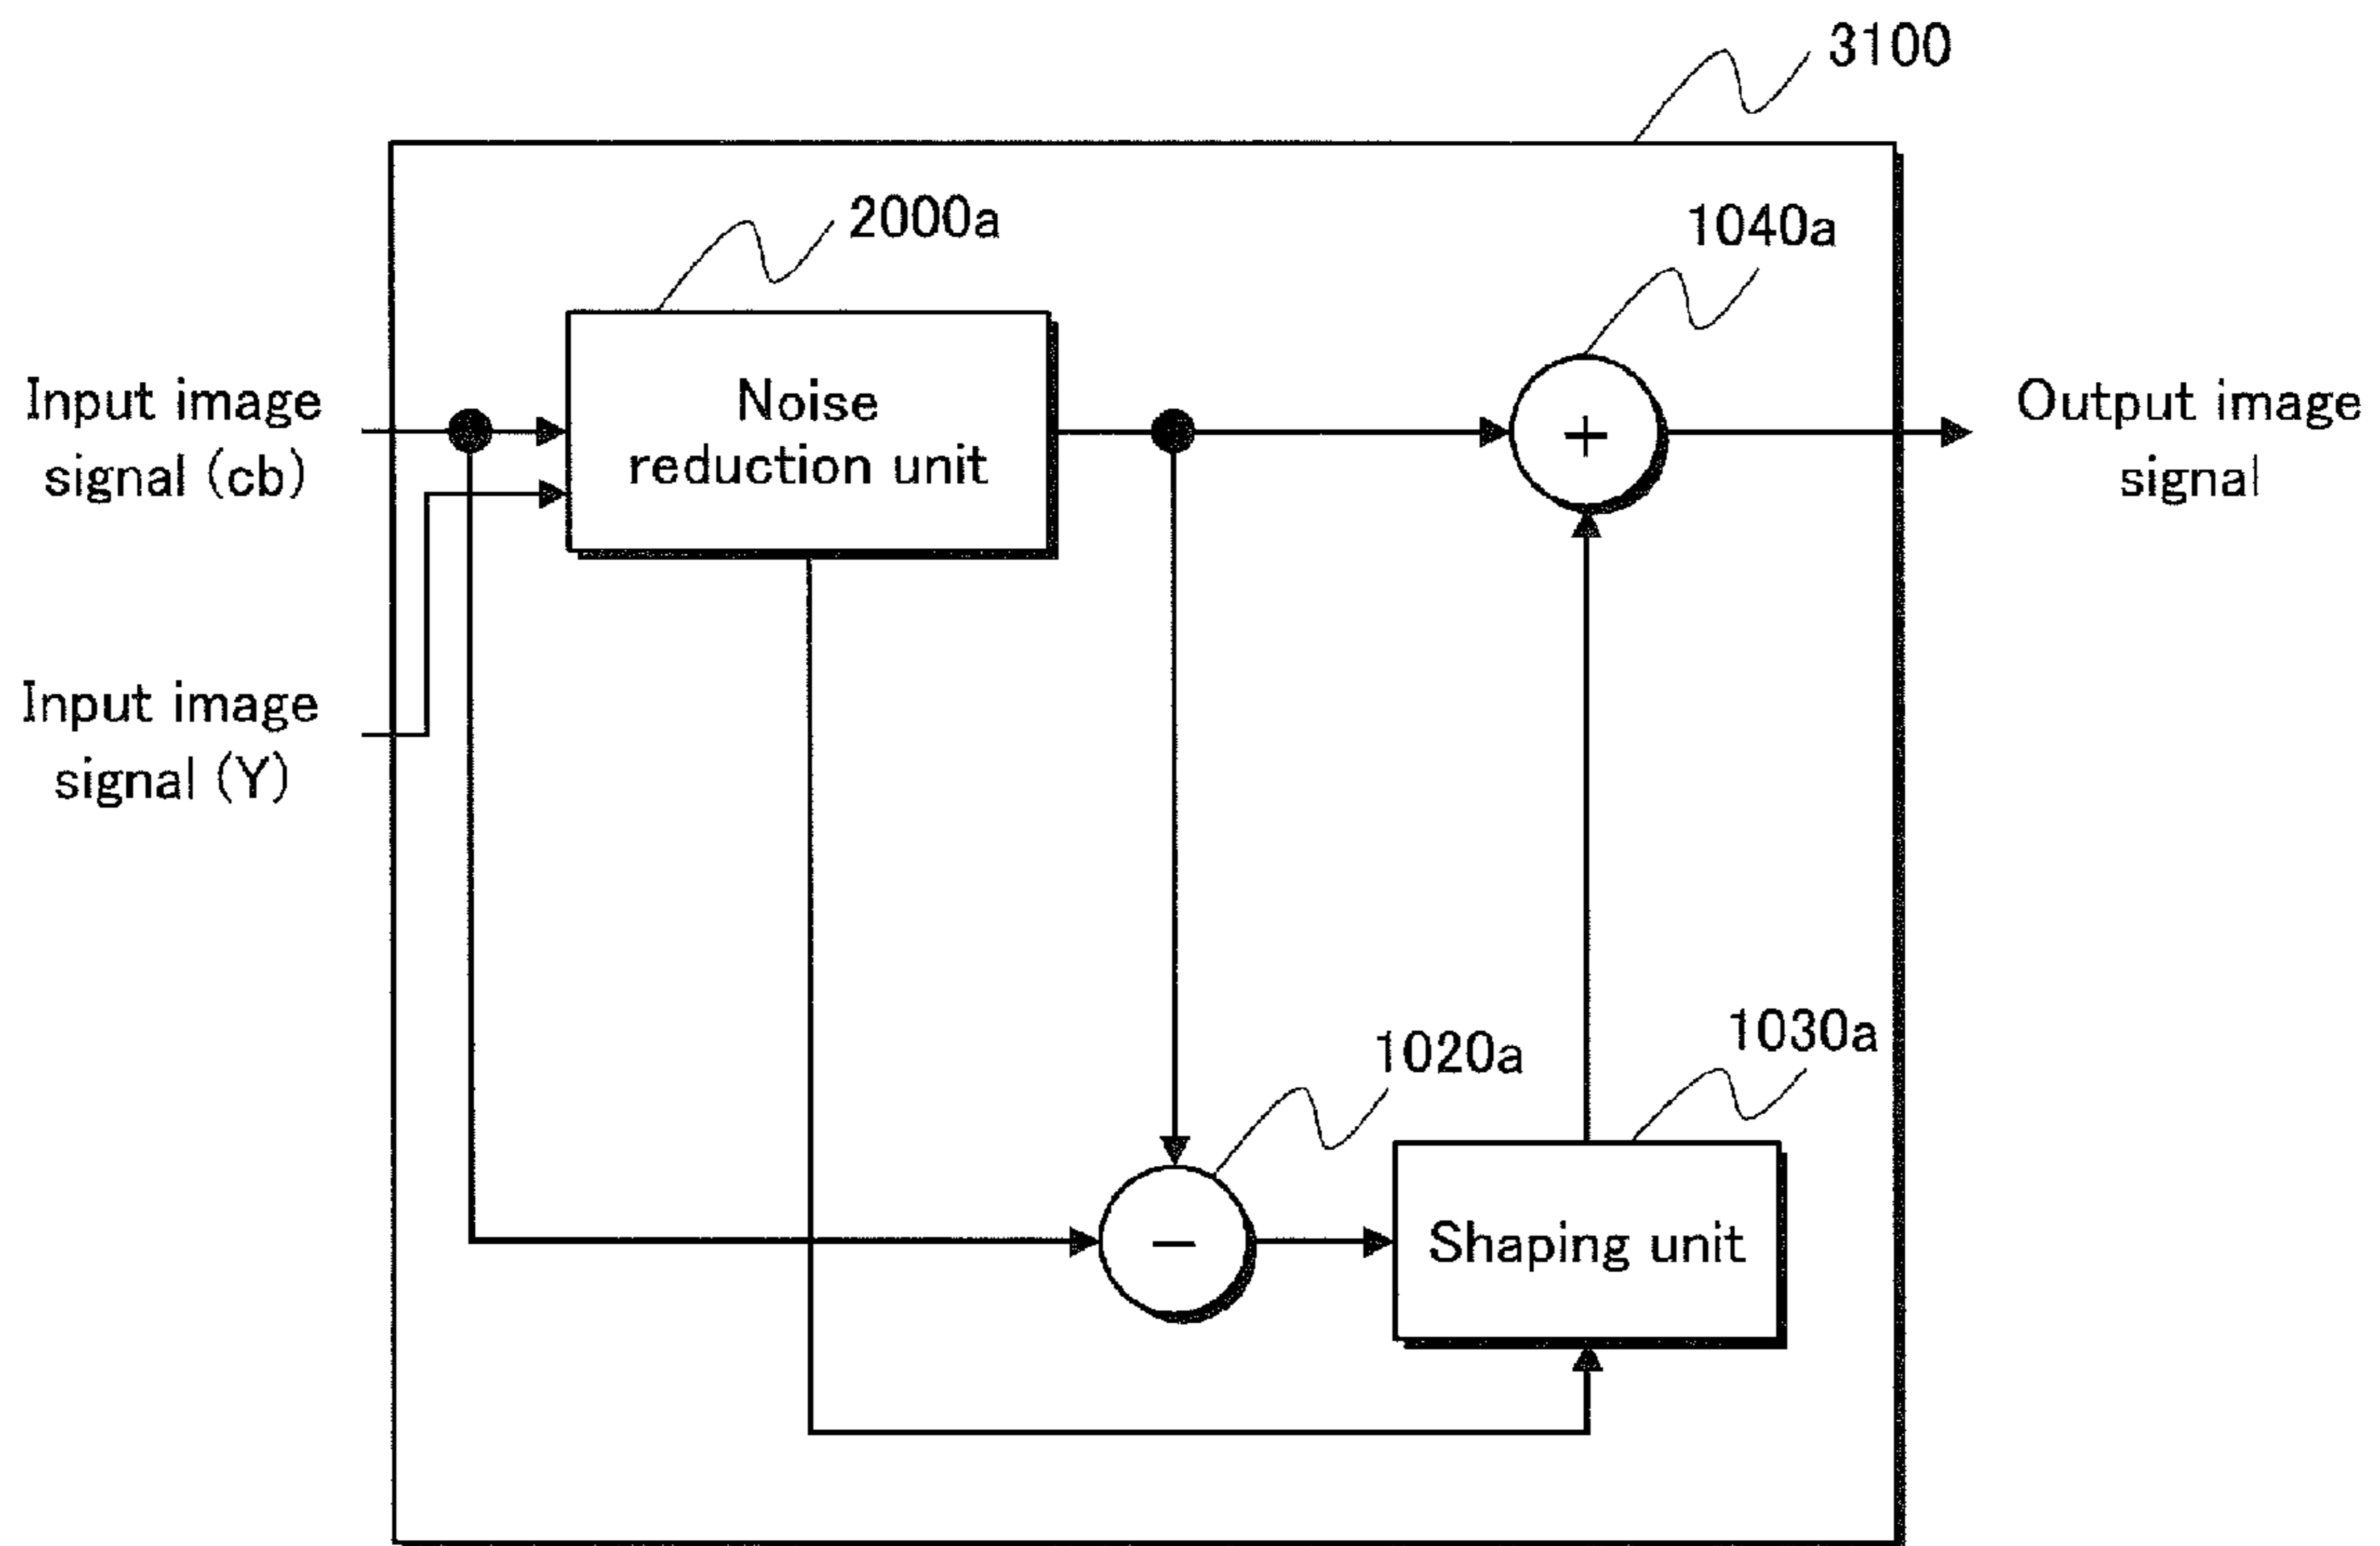 3100
2000a
1040a
Input image
signal (cb)
Noise
reduction unit
+
Output image
signal
Input image
signal (Y)
1020a
1030a
−
Shaping unit